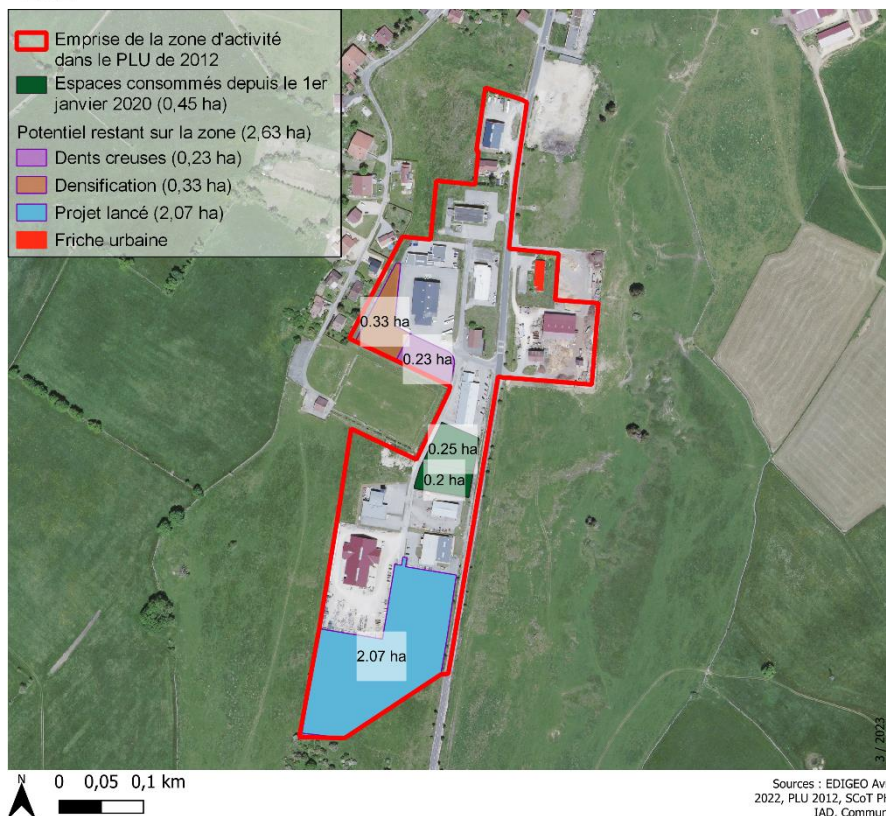 Emprise de la zone d'activité
dans le PLU de 2012
Espaces consommés depuis le 1er
janvier 2020 (0,45 ha)
Potentiel restant sur la zone (2,63 ha)
Dents creuses (0,23 ha)
Densification (0,33 ha)
Projet lancé (2,07 ha)
Friche urbaine
0.33 ha
0.23 ha
0.25 ha
0.2 ha
2.07 ha
3 / 2023
N
0 0,05 0,1 km
Sources : EDIGEO Av
2022, PLU 2012, SCoT P
IAD, Commun